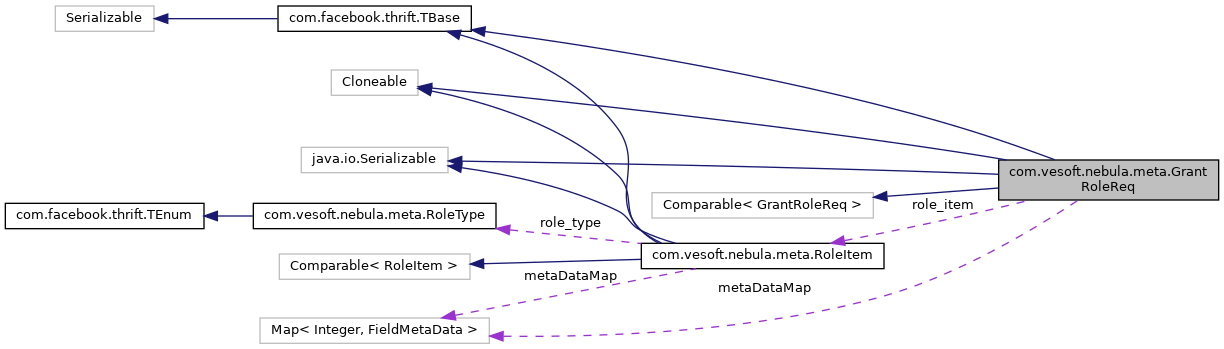 Serializable
com.facebook.thrift.TBase
Cloneable
java.io.Serializable
com.vesoft.nebula.meta.Grant
RoleReq
Comparable< GrantRoleReq >
role_item
com.facebook.thrift.TEnum
com.vesoft.nebula.meta.RoleType
role_type
com.vesoft.nebula.meta.RoleItem
Comparable< RoleItem >
metaDataMap
metaDataMap
Map< Integer, FieldMetaData >